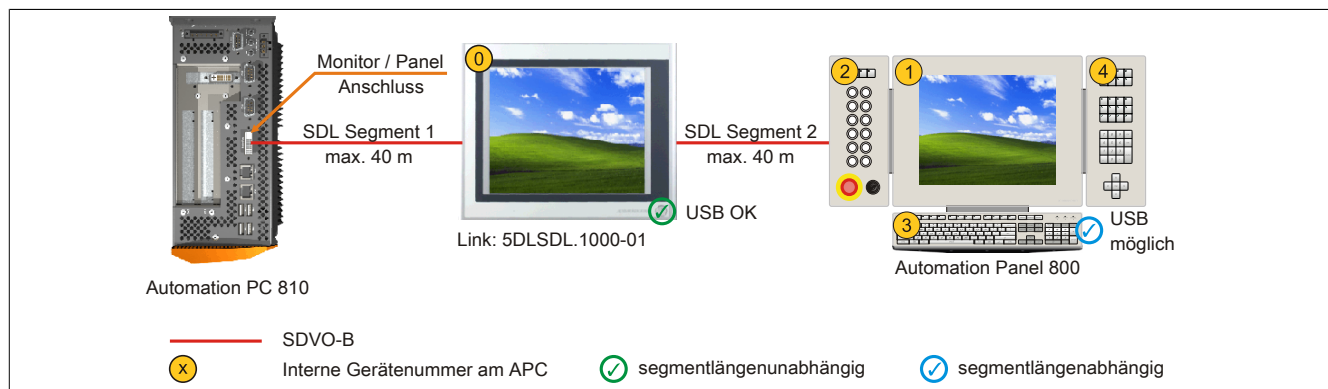 Monitor / Panel
Anschluss
SDL Segment 1
max. 40 m
0
USB OK
Link: 5DLSDL.1000-01
SDL Segment 2
max. 40 m
2
1
4
3
USB
möglich
Automation Panel 800
Automation PC 810
SDVO-B
x
Interne Gerätenummer am APC
segmentlängenunabhängig
segmentlängenabhängig